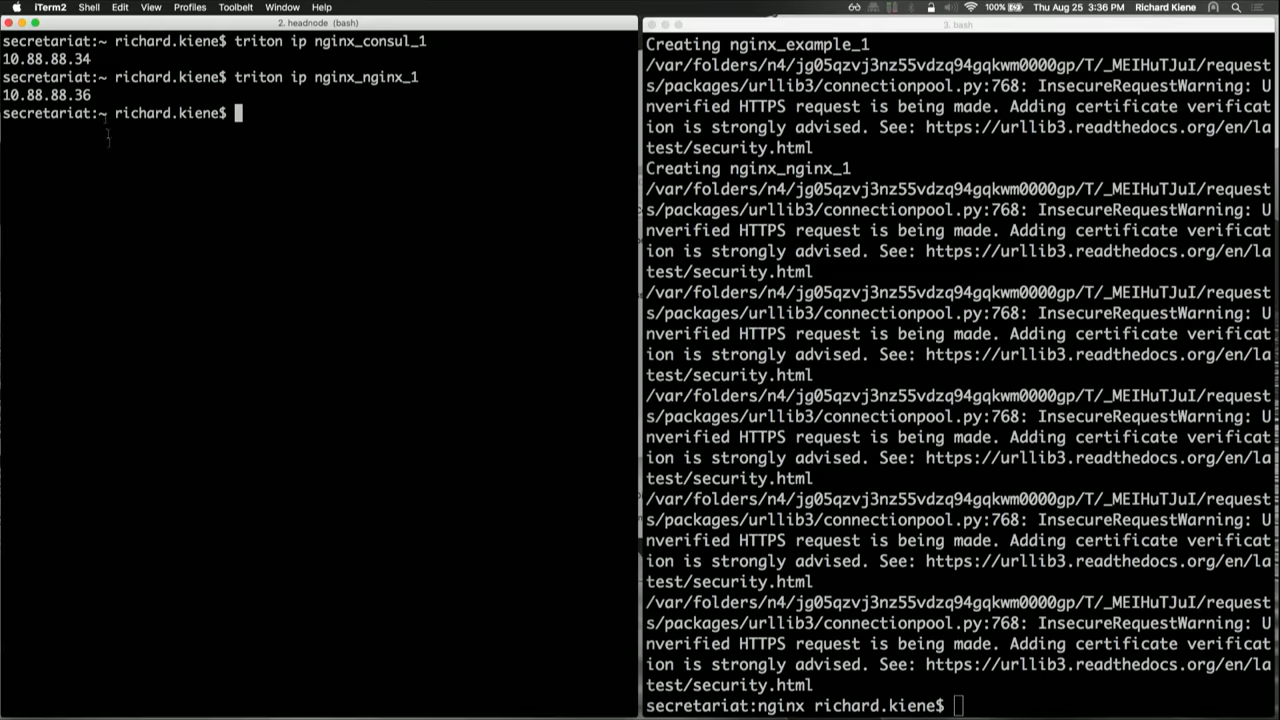 iTerm2 Shell Edit View Profiles Toolbelt Window Help 100% Thu Aug 25 3:36 PM Richard Kiene
2. headnode (bash)
secretariat:~ richard.kiene$ triton ip nginx_consul_1
10.88.88.34
secretariat:~ richard.kiene$ triton ip nginx_nginx_1
10.88.88.36
secretariat:~ richard.kiene$
3. bash
Creating nginx_example_1
/var/folders/n4/jg05qzvj3nz55vdzq94gqkwm0000gp/T/_MEIHuTJuI/request
s/packages/urllib3/connectionpool.py:768: InsecureRequestWarning: U
nverified HTTPS request is being made. Adding certificate verificat
ion is strongly advised. See: https://urllib3.readthedocs.org/en/la
test/security.html
Creating nginx_nginx_1
/var/folders/n4/jg05qzvj3nz55vdzq94gqkwm0000gp/T/_MEIHuTJuI/request
s/packages/urllib3/connectionpool.py:768: InsecureRequestWarning: U
nverified HTTPS request is being made. Adding certificate verificat
ion is strongly advised. See: https://urllib3.readthedocs.org/en/la
test/security.html
/var/folders/n4/jg05qzvj3nz55vdzq94gqkwm0000gp/T/_MEIHuTJuI/request
s/packages/urllib3/connectionpool.py:768: InsecureRequestWarning: U
nverified HTTPS request is being made. Adding certificate verificat
ion is strongly advised. See: https://urllib3.readthedocs.org/en/la
test/security.html
/var/folders/n4/jg05qzvj3nz55vdzq94gqkwm0000gp/T/_MEIHuTJuI/request
s/packages/urllib3/connectionpool.py:768: InsecureRequestWarning: U
nverified HTTPS request is being made. Adding certificate verificat
ion is strongly advised. See: https://urllib3.readthedocs.org/en/la
test/security.html
/var/folders/n4/jg05qzvj3nz55vdzq94gqkwm0000gp/T/_MEIHuTJuI/request
s/packages/urllib3/connectionpool.py:768: InsecureRequestWarning: U
nverified HTTPS request is being made. Adding certificate verificat
ion is strongly advised. See: https://urllib3.readthedocs.org/en/la
test/security.html
/var/folders/n4/jg05qzvj3nz55vdzq94gqkwm0000gp/T/_MEIHuTJuI/request
s/packages/urllib3/connectionpool.py:768: InsecureRequestWarning: U
nverified HTTPS request is being made. Adding certificate verificat
ion is strongly advised. See: https://urllib3.readthedocs.org/en/la
test/security.html
secretariat:nginx richard.kiene$